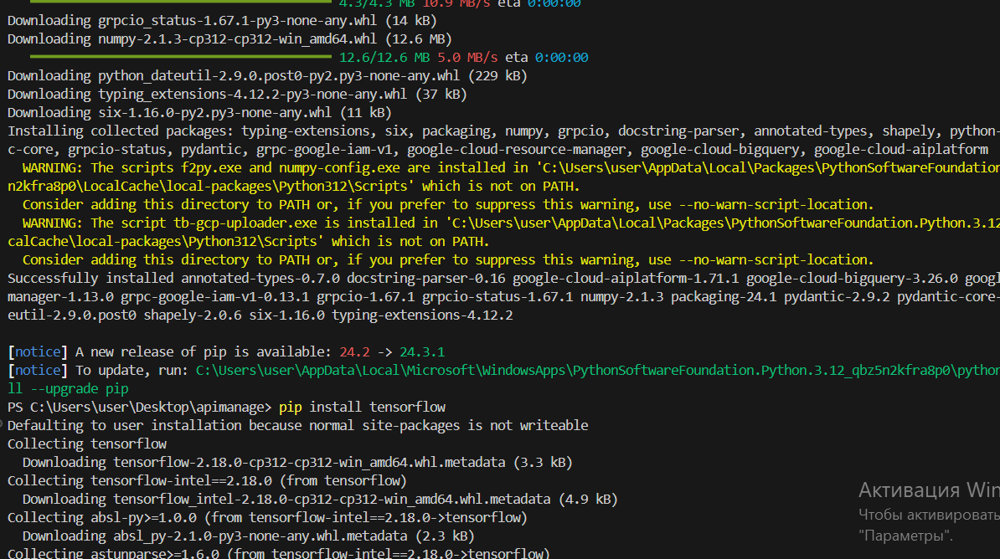 4.3/4.3 MB 10.9 MB/s eta 0:00:00
Downloading grpcio_status-1.67.1-py3-none-any.whl (14 kB)
Downloading numpy-2.1.3-cp312-cp312-win_amd64.whl (12.6 MB)
12.6/12.6 MB 5.0 MB/s eta 0:00:00
Downloading python_dateutil-2.9.0.post0-py2.py3-none-any.whl (229 kB)
Downloading typing_extensions-4.12.2-py3-none-any.whl (37 kB)
Downloading six-1.16.0-py2.py3-none-any.whl (11 kB)
Installing collected packages: typing-extensions, six, packaging, numpy, grpcio, docstring-parser, annotated-types, shapely, python-
c-core, grpcio-status, pydantic, grpc-google-iam-v1, google-cloud-resource-manager, google-cloud-bigquery, google-cloud-aiplatform
WARNING: The scripts f2py.exe and numpy-config.exe are installed in 'C:\Users\user\AppData\Local\Packages\PythonSoftwareFoundation
n2kfra8p0\LocalCache\local-packages\Python312\Scripts' which is not on PATH.
Consider adding this directory to PATH or, if you prefer to suppress this warning, use --no-warn-script-location.
WARNING: The script tb-gcp-uploader.exe is installed in 'C:\Users\user\AppData\Local\Packages\PythonSoftwareFoundation.Python.3.12
calCache\local-packages\Python312\Scripts' which is not on PATH.
Consider adding this directory to PATH or, if you prefer to suppress this warning, use --no-warn-script-location.
Successfully installed annotated-types-0.7.0 docstring-parser-0.16 google-cloud-aiplatform-1.71.1 google-cloud-bigquery-3.26.0 googl
manager-1.13.0 grpc-google-iam-v1-0.13.1 grpcio-1.67.1 grpcio-status-1.67.1 numpy-2.1.3 packaging-24.1 pydantic-2.9.2 pydantic-core-
eutil-2.9.0.post0 shapely-2.0.6 six-1.16.0 typing-extensions-4.12.2
[notice] A new release of pip is available: 24.2 -> 24.3.1
[notice] To update, run: C:\Users\user\AppData\Local\Microsoft\WindowsApps\PythonSoftwareFoundation.Python.3.12_qbz5n2kfra8p0\python
ll --upgrade pip
PS C:\Users\user\Desktop\apimanage> pip install tensorflow
Defaulting to user installation because normal site-packages is not writeable
Collecting tensorflow
Downloading tensorflow-2.18.0-cp312-cp312-win_amd64.whl.metadata (3.3 kB)
Collecting tensorflow-intel==2.18.0 (from tensorflow)
Downloading tensorflow_intel-2.18.0-cp312-cp312-win_amd64.whl.metadata (4.9 kB)
Collecting absl-py>=1.0.0 (from tensorflow-intel==2.18.0->tensorflow)
Downloading absl_py-2.1.0-py3-none-any.whl.metadata (2.3 kB)
Collecting astunparse>=1.6.0 (from tensorflow-intel==2.18.0->tensorflow)
Активация Win
Чтобы активировать
"Параметры".